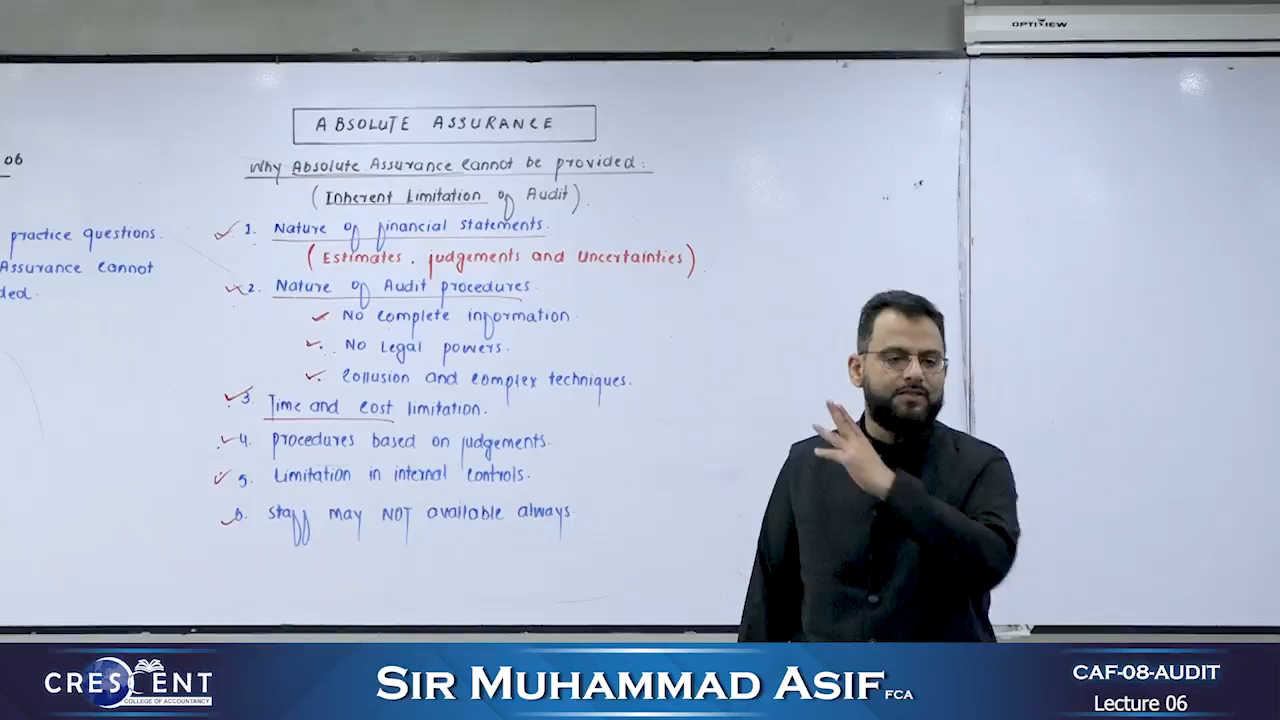 OPTIVIEW
06
practice questions.
Assurance cannot
ded.
ABSOLUTE ASSURANCE
Why Absolute Assurance cannot be provided:
(Inherent Limitation of Audit).
1. Nature of financial statements.
(Estimates, judgements and Uncertainties)
2. Nature of Audit procedures.
No complete information
No Legal powers.
Collusion and complex techniques.
3. Time and cost limitation.
4. procedures based on judgements.
5. Limitation in internal controls.
6. Staff may NOT available always.
CRESCENT
COLLEGE OF ACCOUNTANCY
SIR MUHAMMAD ASIF FCA
CAF-08-AUDIT
Lecture 06